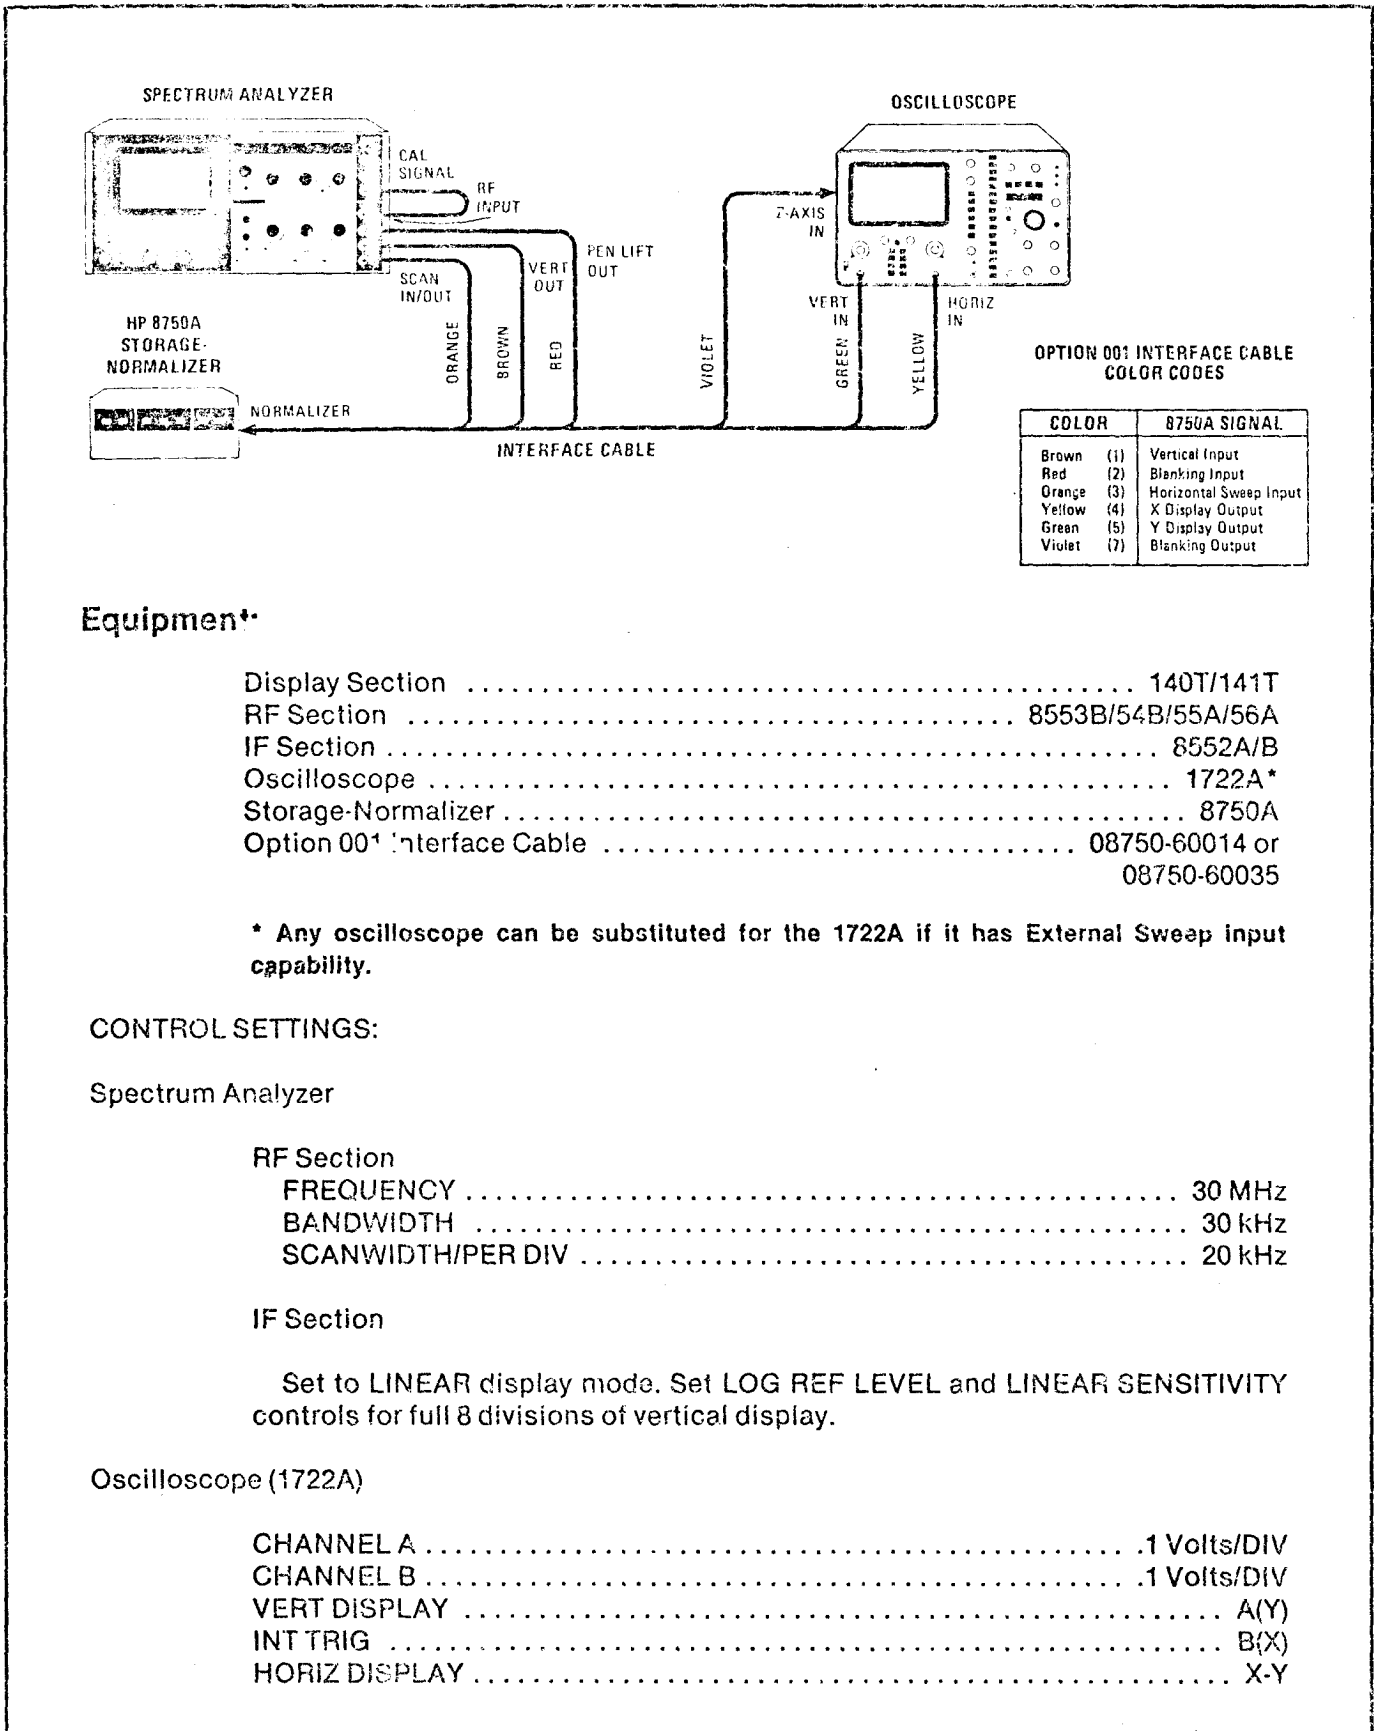 SPECTRUM ANALYZER
OSCILLOSCOPE
CAL
SIGNAL
RF
INPUT
Z-AXIS
IN
PEN LIFT
OUT
VERT
OUT
SCAN
IN/OUT
VERT
IN
HORIZ
IN
HP 8750A
STORAGE-
NORMALIZER
ORANGE
BROWN
RED
VIOLET
GREEN
YELLOW
NORMALIZER
INTERFACE CABLE
OPTION 001 INTERFACE CABLE
COLOR CODES
COLOR 8750A SIGNAL
Brown (1) Vertical Input
Red (2) Blanking Input
Orange (3) Horizontal Sweep Input
Yellow (4) X Display Output
Green (5) Y Display Output
Violet (7) Blanking Output
Equipment
Display Section ............................................... 140T/141T
RF Section ......................................... 8553B/54B/55A/56A
IF Section ..................................................... 8552A/B
Oscilloscope .................................................. 1722A*
Storage-Normalizer .............................................. 8750A
Option 001 Interface Cable ................................ 08750-60014 or
08750-60035
* Any oscilloscope can be substituted for the 1722A if it has External Sweep input
capability.
CONTROL SETTINGS:
Spectrum Analyzer
RF Section
FREQUENCY ................................................ 30 MHz
BANDWIDTH ................................................ 30 kHz
SCANWIDTH/PER DIV .......................................... 20 kHz
IF Section
Set to LINEAR display mode. Set LOG REF LEVEL and LINEAR SENSITIVITY
controls for full 8 divisions of vertical display.
Oscilloscope (1722A)
CHANNEL A ................................................ .1 Volts/DIV
CHANNEL B ................................................ .1 Volts/DIV
VERT DISPLAY .................................................... A(Y)
INT TRIG ......................................................... B(X)
HORIZ DISPLAY .................................................... X-Y